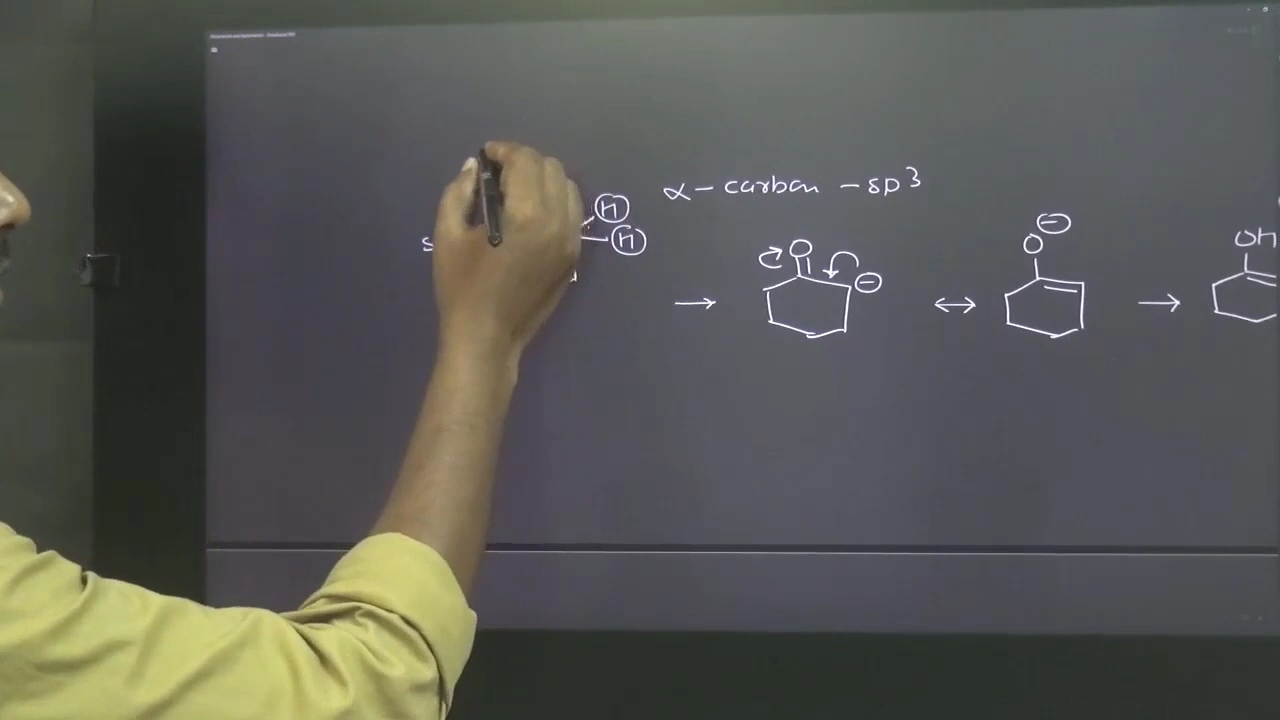 α - carbon - sp³
H
H
O
⊖
⊖
O
OH